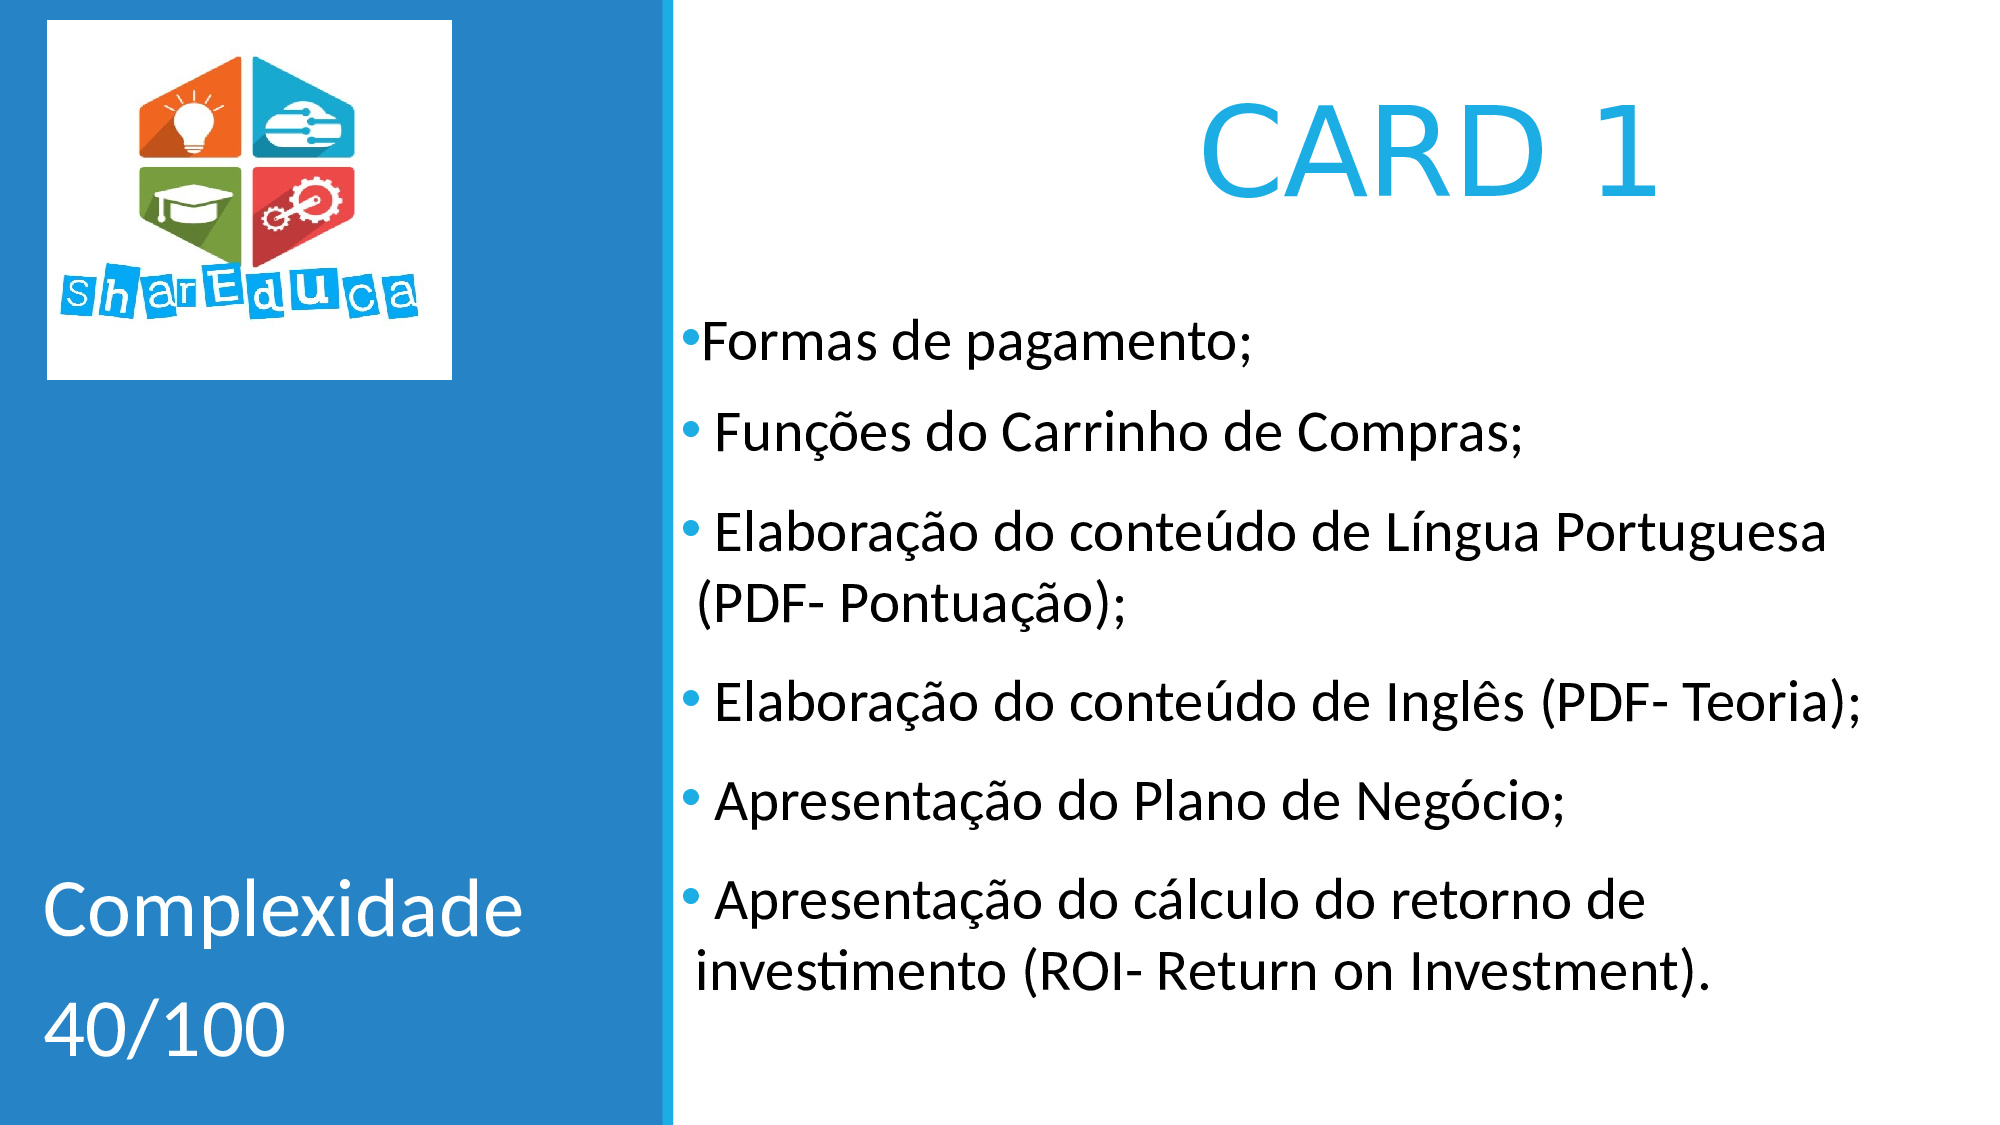 sharEduca
CARD 1
•Formas de pagamento;
• Funções do Carrinho de Compras;
• Elaboração do conteúdo de Língua Portuguesa
(PDF- Pontuação);
• Elaboração do conteúdo de Inglês (PDF- Teoria);
• Apresentação do Plano de Negócio;
• Apresentação do cálculo do retorno de
investimento (ROI- Return on Investment).
Complexidade
40/100